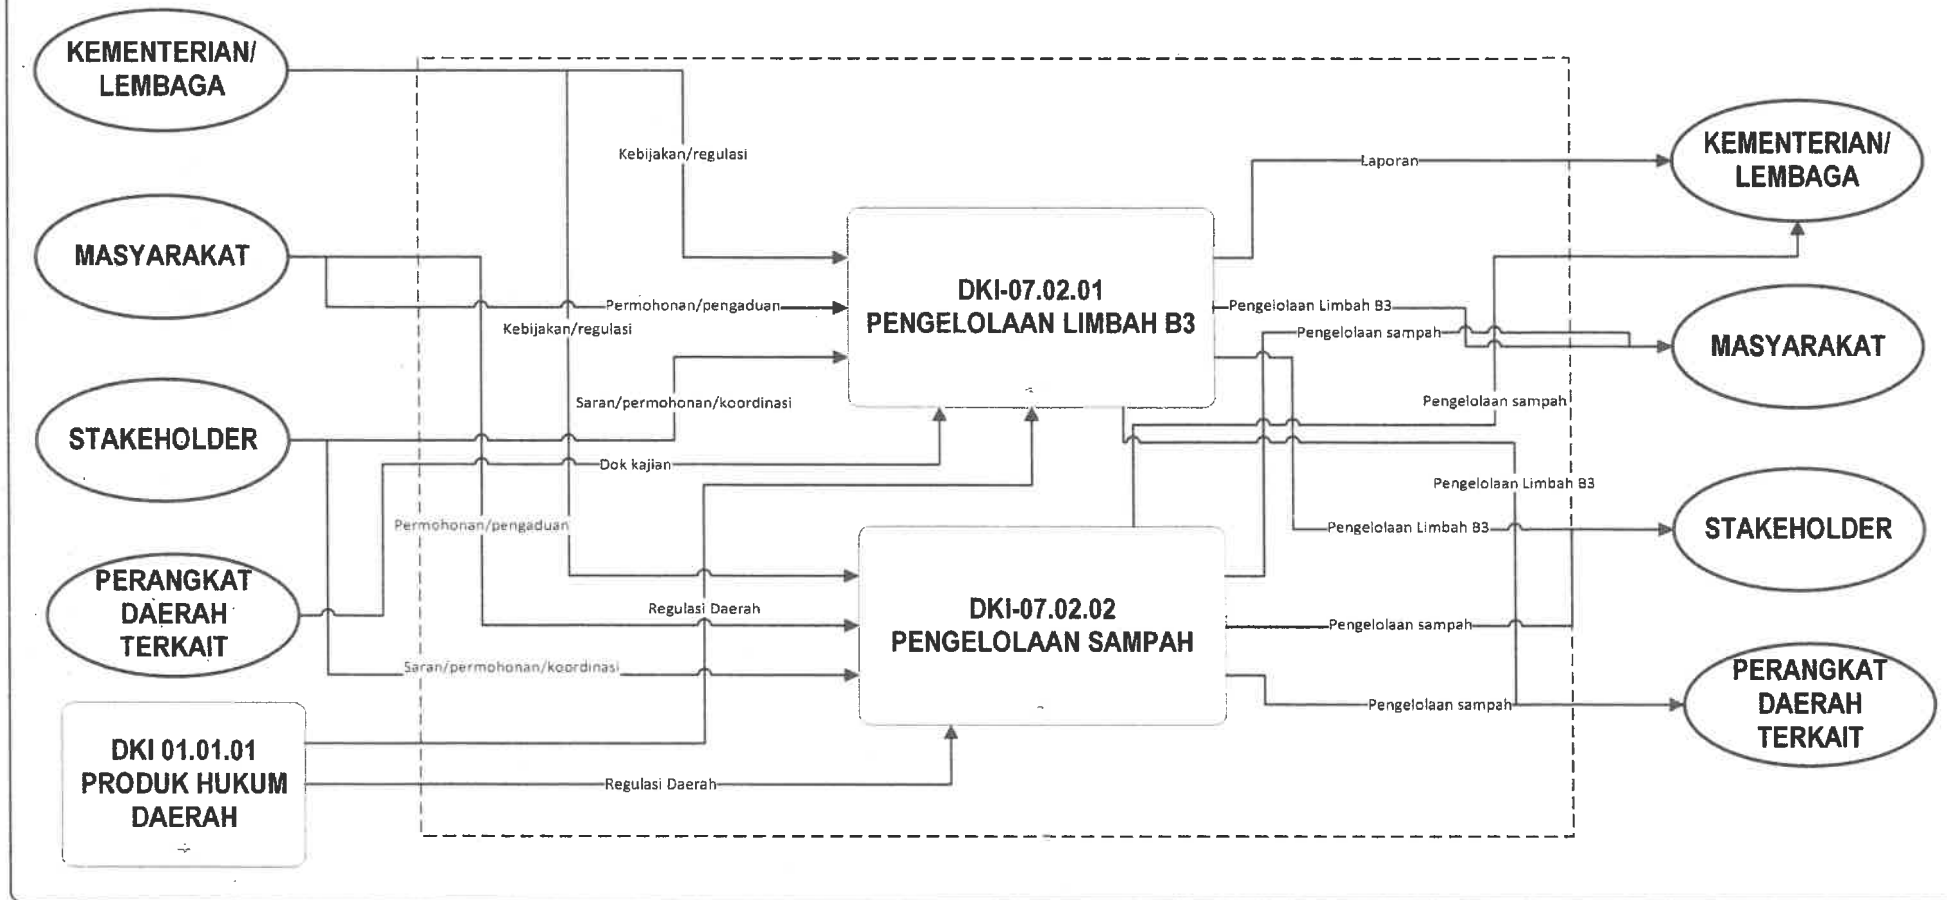 KEMENTERIAN/
LEMBAGA
Kebijakan/regulasi
Laporan
KEMENTERIAN/
LEMBAGA
MASYARAKAT
Permohonan/pengaduan
Kebijakan/regulasi
DKI-07.02.01
PENGELOLAAN LIMBAH B3
Pengelolaan Limbah B3
Pengelolaan sampah
MASYARAKAT
Saran/permohonan/koordinasi
Pengelolaan sampah
STAKEHOLDER
Dok kajian
Pengelolaan Limbah B3
Permohonan/pengaduan
Pengelolaan Limbah B3
STAKEHOLDER
PERANGKAT
DAERAH
TERKAIT
Regulasi Daerah
DKI-07.02.02
PENGELOLAAN SAMPAH
Pengelolaan sampah
Saran/permohonan/koordinasi
Pengelolaan sampah
PERANGKAT
DAERAH
TERKAIT
DKI 01.01.01
PRODUK HUKUM
DAERAH
Regulasi Daerah